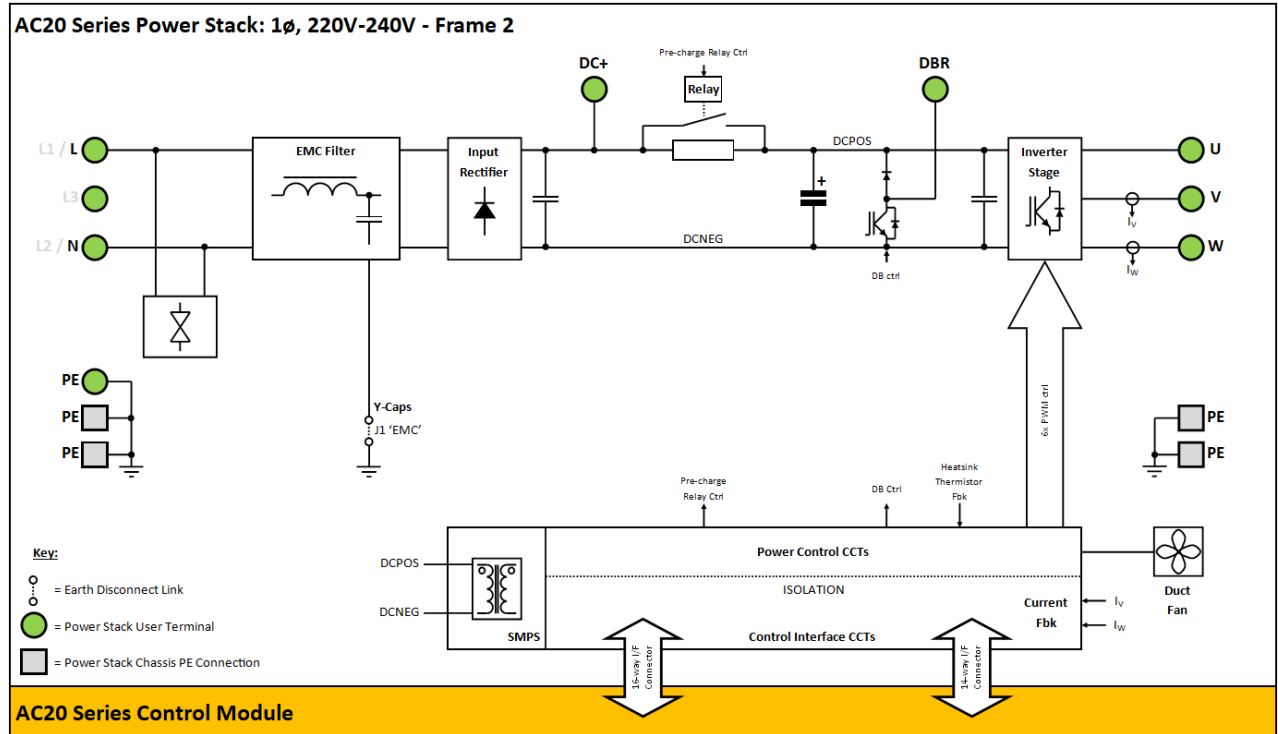 AC20 Series Power Stack: 1ø, 220V-240V - Frame 2
Pre-charge Relay Ctrl
DC+
DBR
Relay
L1 / L
EMC Filter
Input
Rectifier
DCPOS
Inverter
Stage
U
L3
+
V
IV
L2 / N
DCNEG
W
IW
DB ctrl
PE
PE
PE
Y-Caps
J1 ‘EMC’
6x PWM ctrl
PE
PE
Pre-charge
Relay Ctrl
DB Ctrl
Heatsink
Thermistor
Fbk
Key:
= Earth Disconnect Link
= Power Stack User Terminal
= Power Stack Chassis PE Connection
DCPOS
DCNEG
SMPS
Power Control CCTs
ISOLATION
Control Interface CCTs
Current
Fbk
IV
IW
Duct
Fan
16-way I/F
Connector
14-way I/F
Connector
AC20 Series Control Module